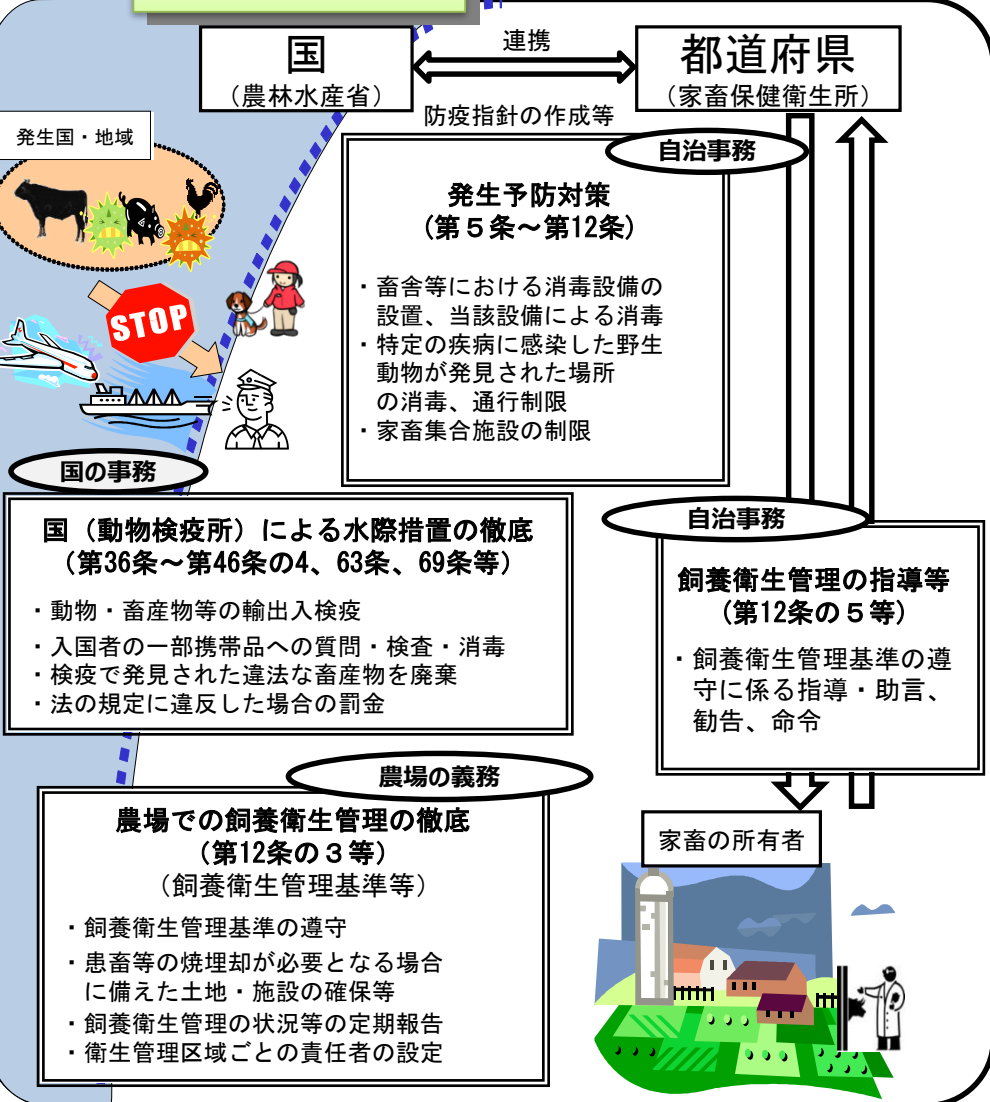 国
（農林水産省）
連携
都道府県
（家畜保健衛生所）
防疫指針の作成等
発生国・地域
STOP
自治事務
発生予防対策
（第５条～第12条）
・畜舎等における消毒設備の
設置、当該設備による消毒
・特定の疾病に感染した野生
動物が発見された場所
の消毒、通行制限
・家畜集合施設の制限
国の事務
国（動物検疫所）による水際措置の徹底
（第36条～第46条の4、63条、69条等）
・動物・畜産物等の輸出入検疫
・入国者の一部携帯品への質問・検査・消毒
・検疫で発見された違法な畜産物を廃棄
・法の規定に違反した場合の罰金
自治事務
飼養衛生管理の指導等
（第12条の５等）
・飼養衛生管理基準の遵
守に係る指導・助言、
勧告、命令
農場の義務
農場での飼養衛生管理の徹底
（第12条の３等）
（飼養衛生管理基準等）
・飼養衛生管理基準の遵守
・患畜等の焼埋却が必要となる場合
に備えた土地・施設の確保等
・飼養衛生管理の状況等の定期報告
・衛生管理区域ごとの責任者の設定
家畜の所有者